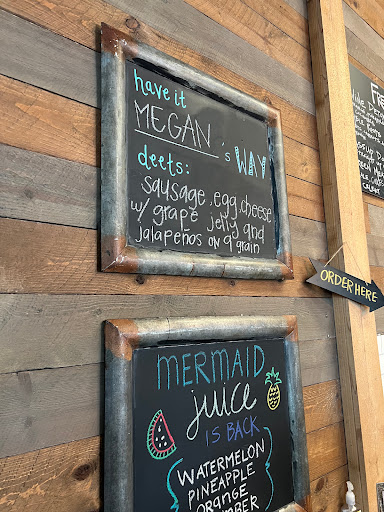 have it
MEGAN's WAY
deets:
sausage, egg, cheese
w/ grape jelly and
jalapeños on 9 grain
ORDER HERE
MERMAID
juice
IS BACK
WATERMELON
PINEAPPLE
ORANGE